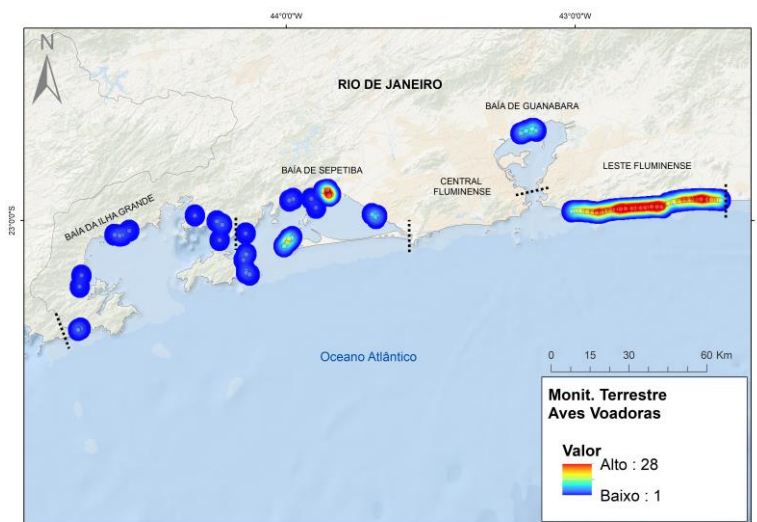 44°0'0"W
43°0'0"W
N
RIO DE JANEIRO
BAÍA DE GUANABARA
BAÍA DE SEPETIBA
LESTE FLUMINENSE
CENTRAL
FLUMINENSE
BAÍA DA ILHA GRANDE
23°0'0"S
Oceano Atlântico
0 15 30 60 Km
Monit. Terrestre
Aves Voadoras
Valor
Alto : 28
Baixo : 1